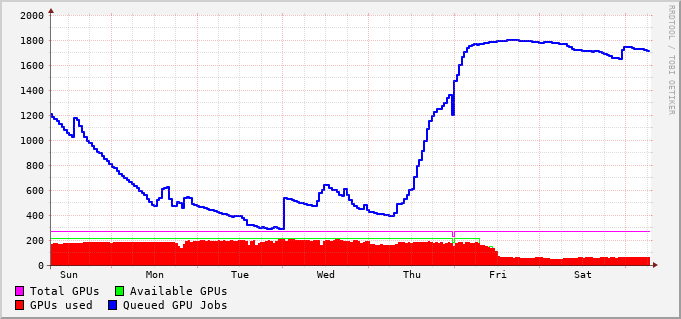 2000
1800
1600
1400
1200
1000
800
600
400
200
0
Sun Mon Tue Wed Thu Fri Sat
RRDTOOL / TOBI OETIKER
Total GPUs Available GPUs
GPUs used Queued GPU Jobs